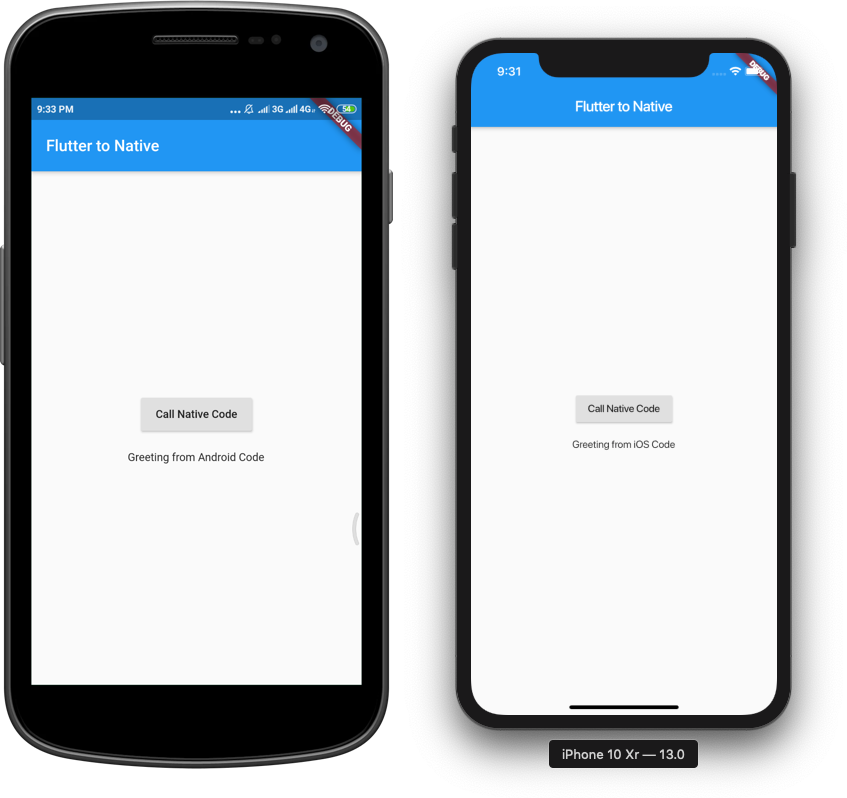 9:33 PM
3G
4G
54
DEBUG
Flutter to Native
Call Native Code
Greeting from Android Code
9:31
DEBUG
Flutter to Native
Call Native Code
Greeting from iOS Code
iPhone 10 Xr — 13.0